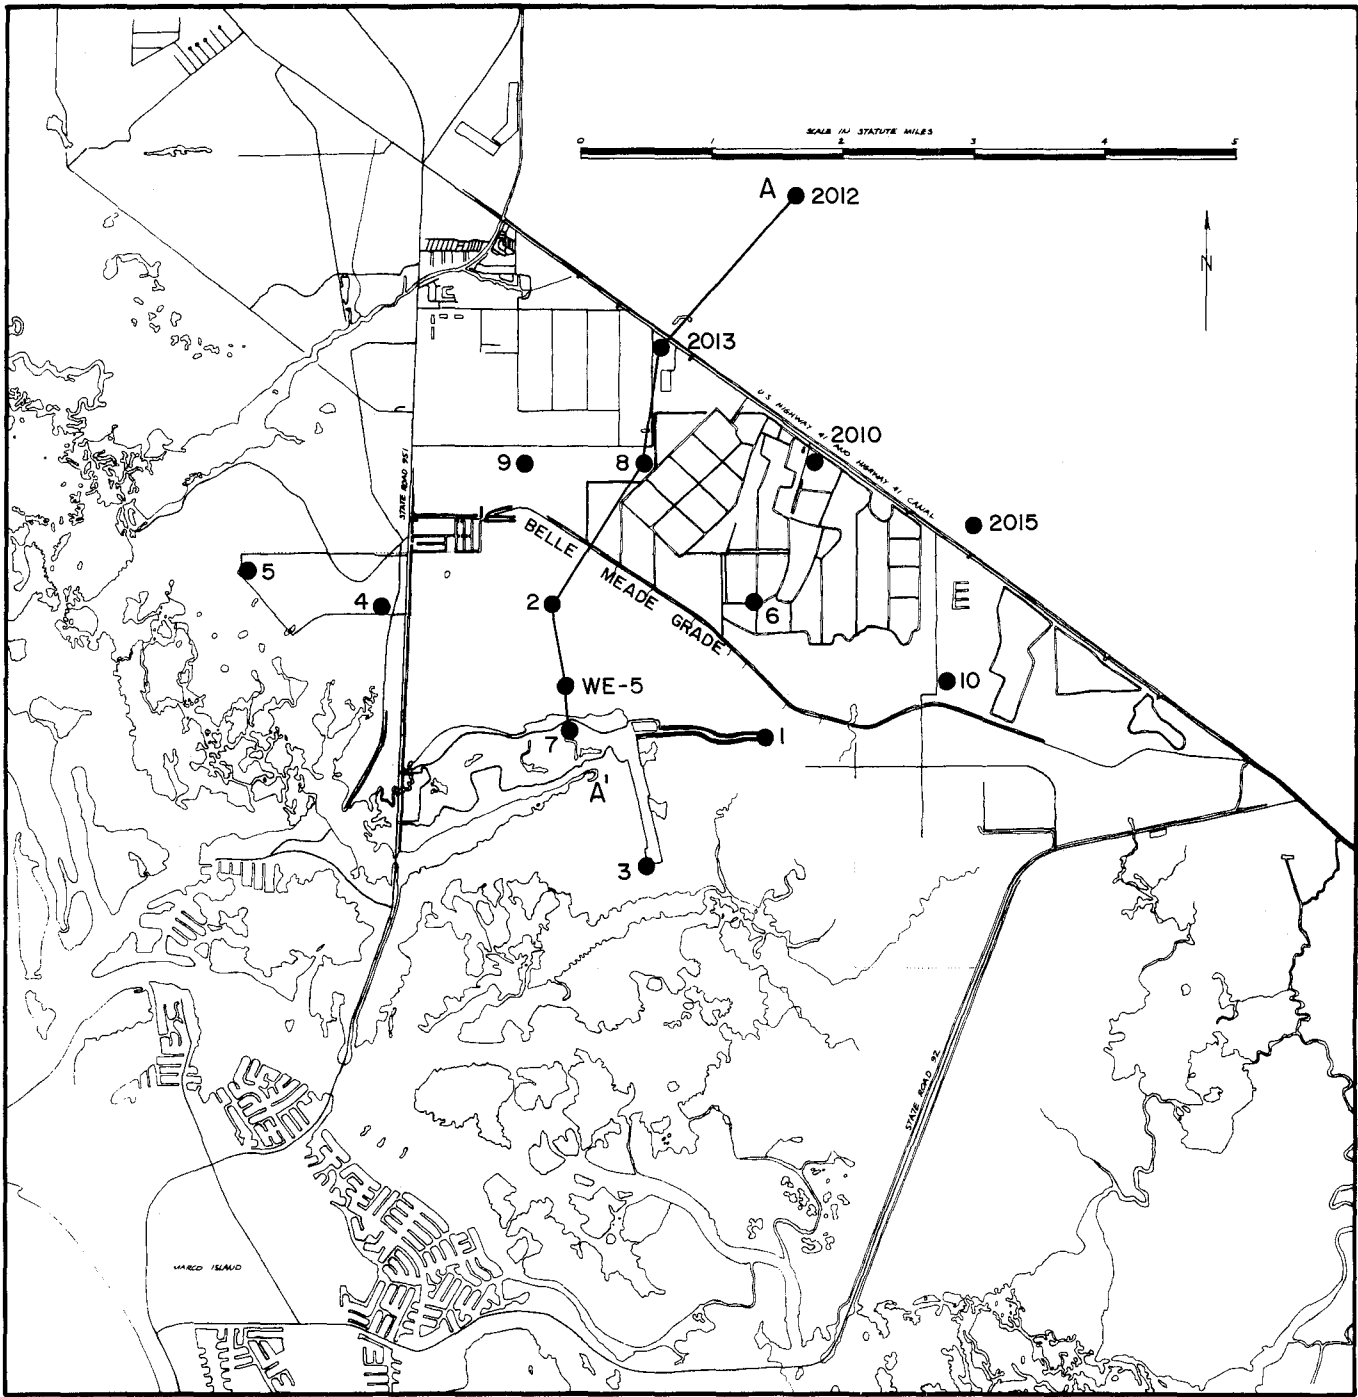 SCALE IN STATUTE MILES
0 1 2 3 4 5
A 2012
N
2013
U.S. HIGHWAY 41 AND HIGHWAY 41 CANAL
2010
9 8
STATE ROAD 951
2015
BELLE MEADE GRADE
5
4
2
6
WE-5
10
7
1
A'
3
STATE ROAD 92
MARCO ISLAND